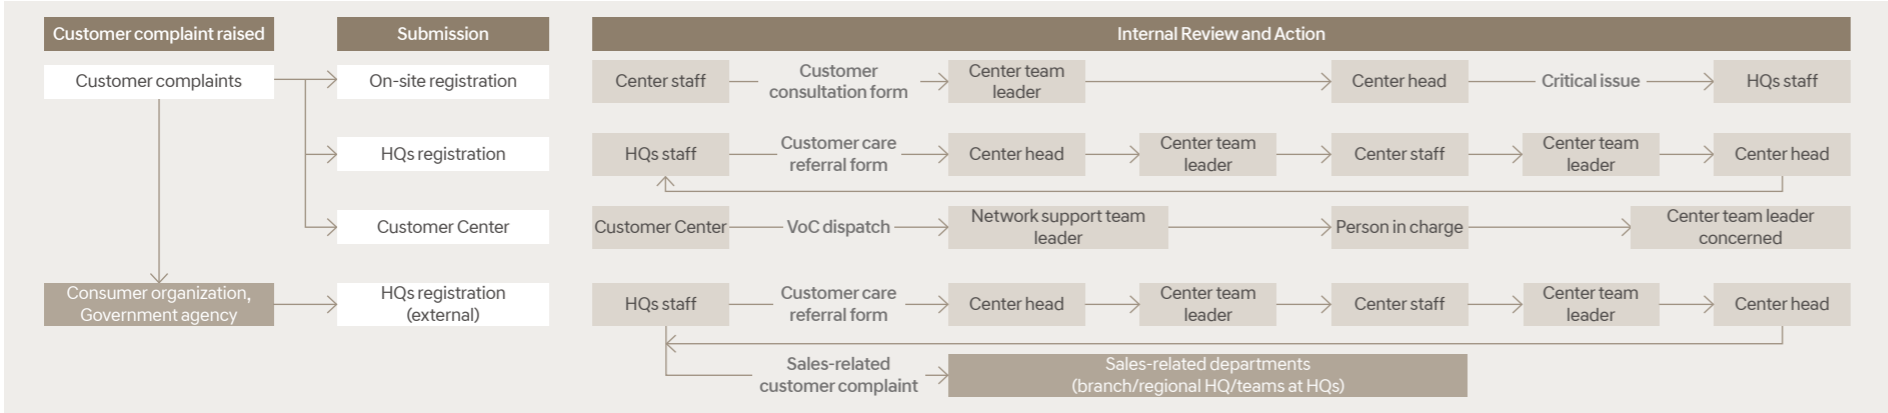 Customer complaint raised
Submission
Internal Review and Action
Customer complaints
On-site registration
Center staff
Customer
consultation form
Center team
leader
Center head
Critical issue
HQs staff
HQs registration
HQs staff
Customer care
referral form
Center head
Center team
leader
Center staff
Center team
leader
Center head
Customer Center
Customer Center
VoC dispatch
Network support team
leader
Person in charge
Center team leader
concerned
Consumer organization,
Government agency
HQs registration
(external)
HQs staff
Customer care
referral form
Center head
Center team
leader
Center staff
Center team
leader
Center head
Sales-related
customer complaint
Sales-related departments
(branch/regional HQ/teams at HQs)